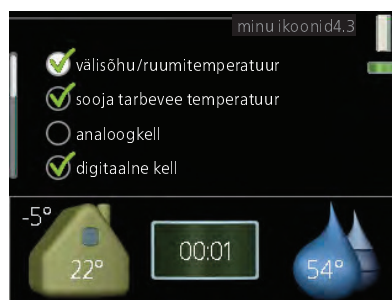 minu ikoonid4.3
välisõhu/ruumitemperatuur
sooja tarbevee temperatuur
analoogkell
digitaalne kell
-5°
22°
00:01
54°